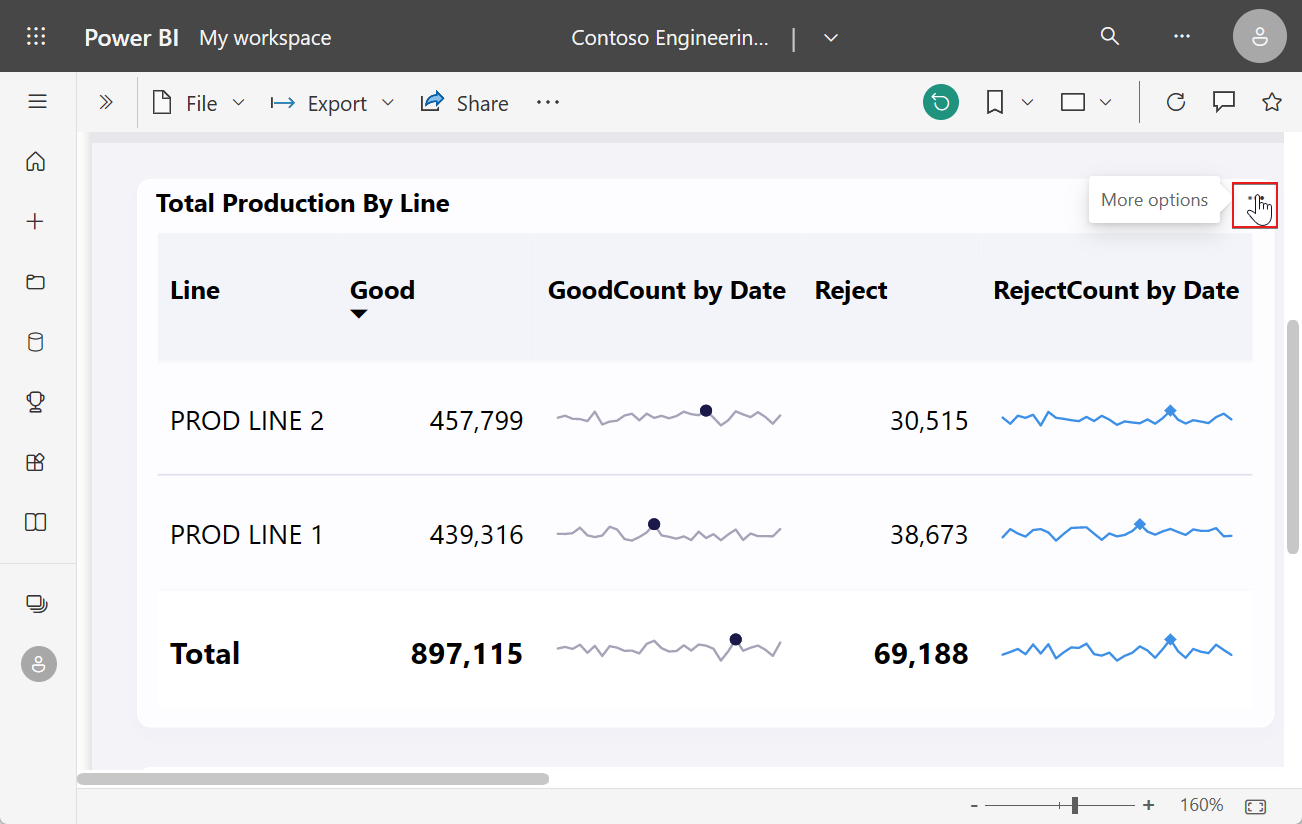 Power BI My workspace Contoso Engineerin... |
File Export Share
Total Production By Line More options
Line Good GoodCount by Date Reject RejectCount by Date
PROD LINE 2 457,799 30,515
PROD LINE 1 439,316 38,673
Total 897,115 69,188
- + 160%